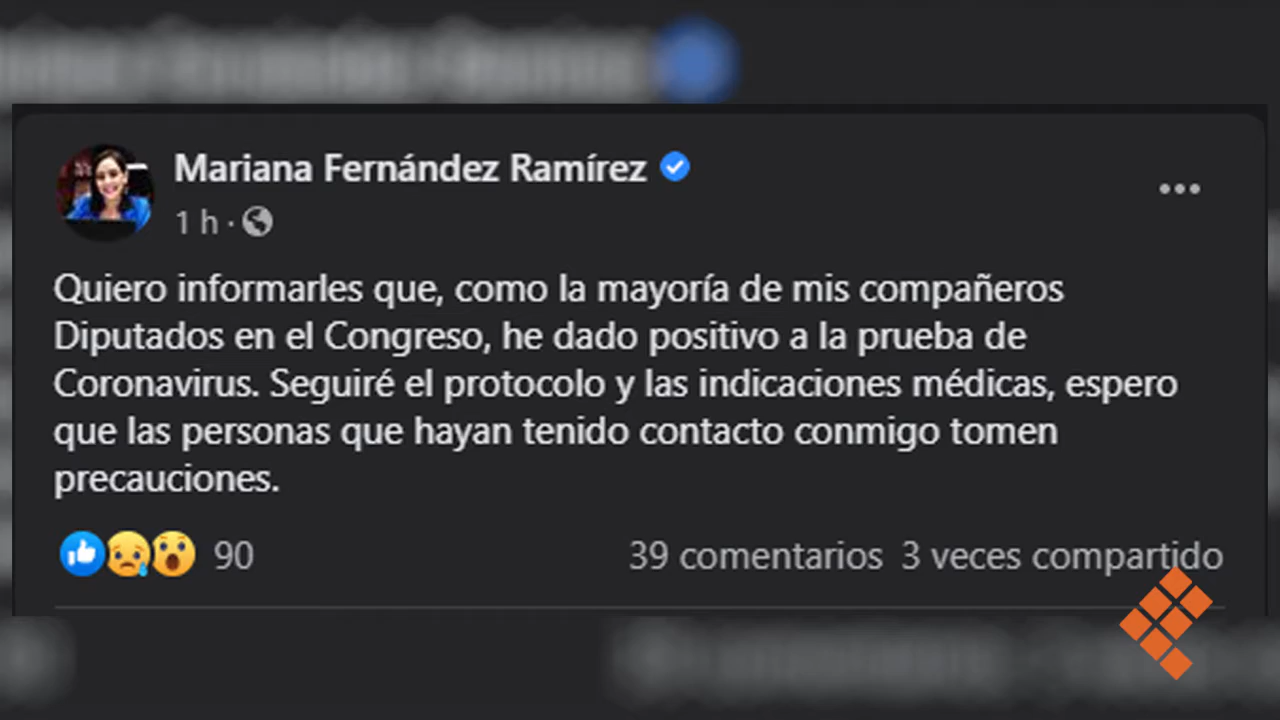 Mariana Fernández Ramírez
1 h ·
Quiero informarles que, como la mayoría de mis compañeros
Diputados en el Congreso, he dado positivo a la prueba de
Coronavirus. Seguiré el protocolo y las indicaciones médicas, espero
que las personas que hayan tenido contacto conmigo tomen
precauciones.
90 39 comentarios 3 veces compartido